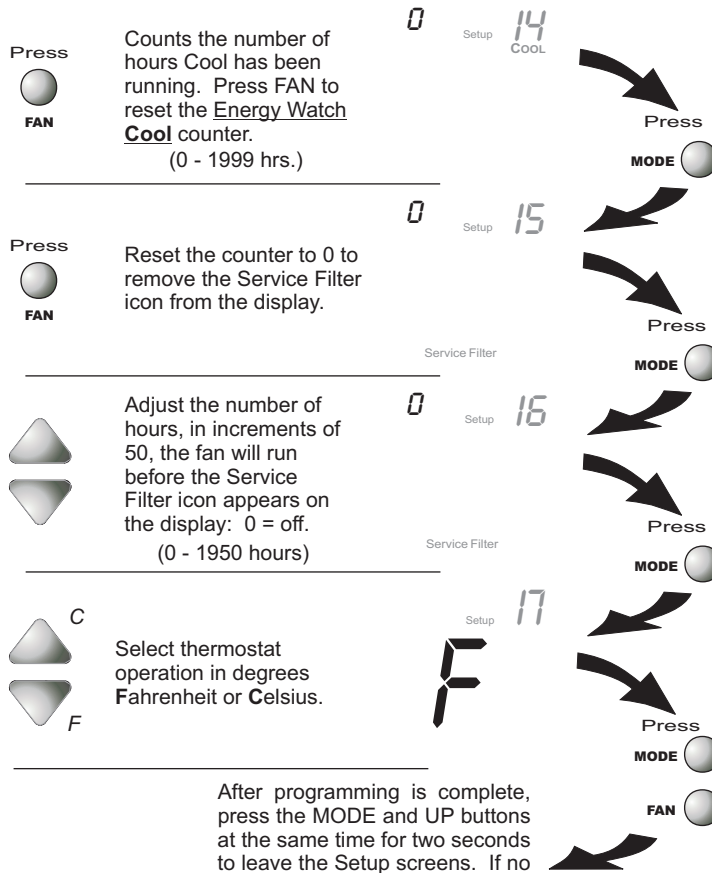 Press
FAN
Counts the number of
hours Cool has been
running. Press FAN to
reset the Energy Watch
Cool counter.
(0 - 1999 hrs.)
0
Setup
14
COOL
Press
MODE
Press
FAN
Reset the counter to 0 to
remove the Service Filter
icon from the display.
0
Setup
15
Service Filter
Press
MODE
Adjust the number of
hours, in increments of
50, the fan will run
before the Service
Filter icon appears on
the display: 0 = off.
(0 - 1950 hours)
0
Setup
16
Service Filter
Press
MODE
C
F
Select thermostat
operation in degrees
Fahrenheit or Celsius.
Setup
17
F
Press
MODE
FAN
After programming is complete,
press the MODE and UP buttons
at the same time for two seconds
to leave the Setup screens. If no